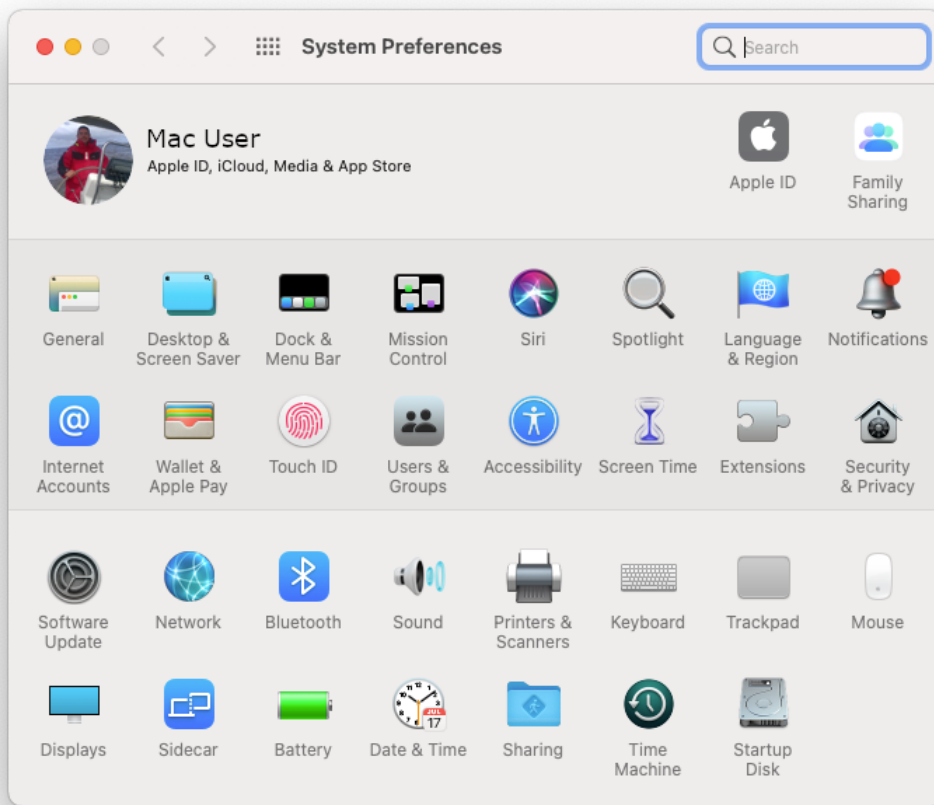 System Preferences
Search
Mac User
Apple ID, iCloud, Media & App Store
Apple ID
Family
Sharing
General
Desktop &
Screen Saver
Dock &
Menu Bar
Mission
Control
Siri
Spotlight
Language
& Region
Notifications
Internet
Accounts
Wallet &
Apple Pay
Touch ID
Users &
Groups
Accessibility
Screen Time
Extensions
Security
& Privacy
Software
Update
Network
Bluetooth
Sound
Printers &
Scanners
Keyboard
Trackpad
Mouse
Displays
Sidecar
Battery
JUL
17
Date & Time
Sharing
Time
Machine
Startup
Disk